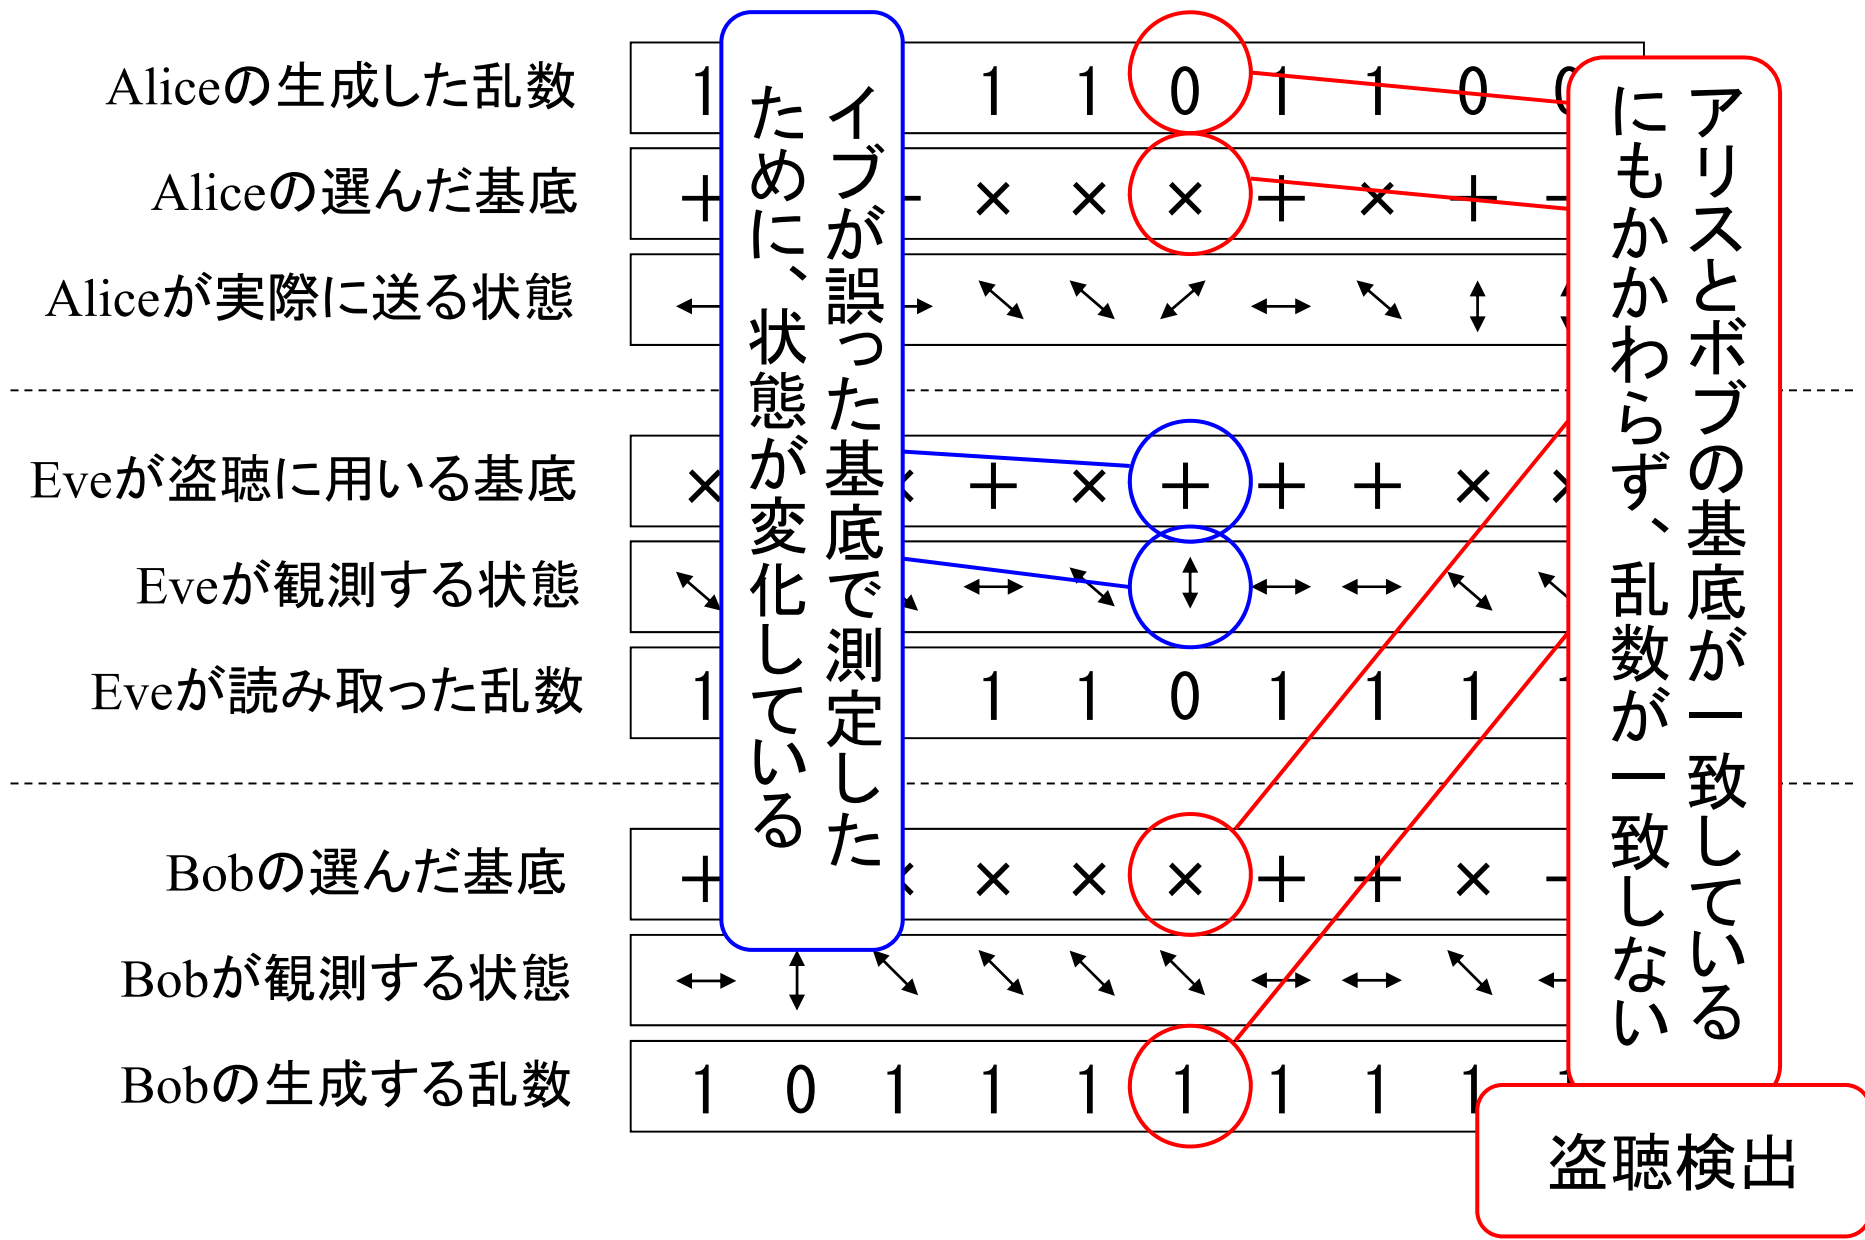 Aliceの生成した乱数 1 1 1 0 1 1 0 0
Aliceの選んだ基底 + × × × + × +
Aliceが実際に送る状態 ↔ ⤡ ⤡ ⤢ ↔ ⤡ ↕
Eveが盗聴に用いる基底 × + × + + + ×
Eveが観測する状態 ⤡ ↔ ⤡ ↕ ↔ ↔ ⤡ ⤡
Eveが読み取った乱数 1 1 1 0 1 1 1
Bobの選んだ基底 + × × × + + ×
Bobが観測する状態 ↔ ↕ ⤡ ⤡ ⤡ ⤡ ↔ ↔ ⤡
Bobの生成する乱数 1 0 1 1 1 1 1 1 1
イブが誤った基底で測定した
ために、状態が変化している
アリスとボブの基底が一致している
にもかかわらず、乱数が一致しない
盗聴検出